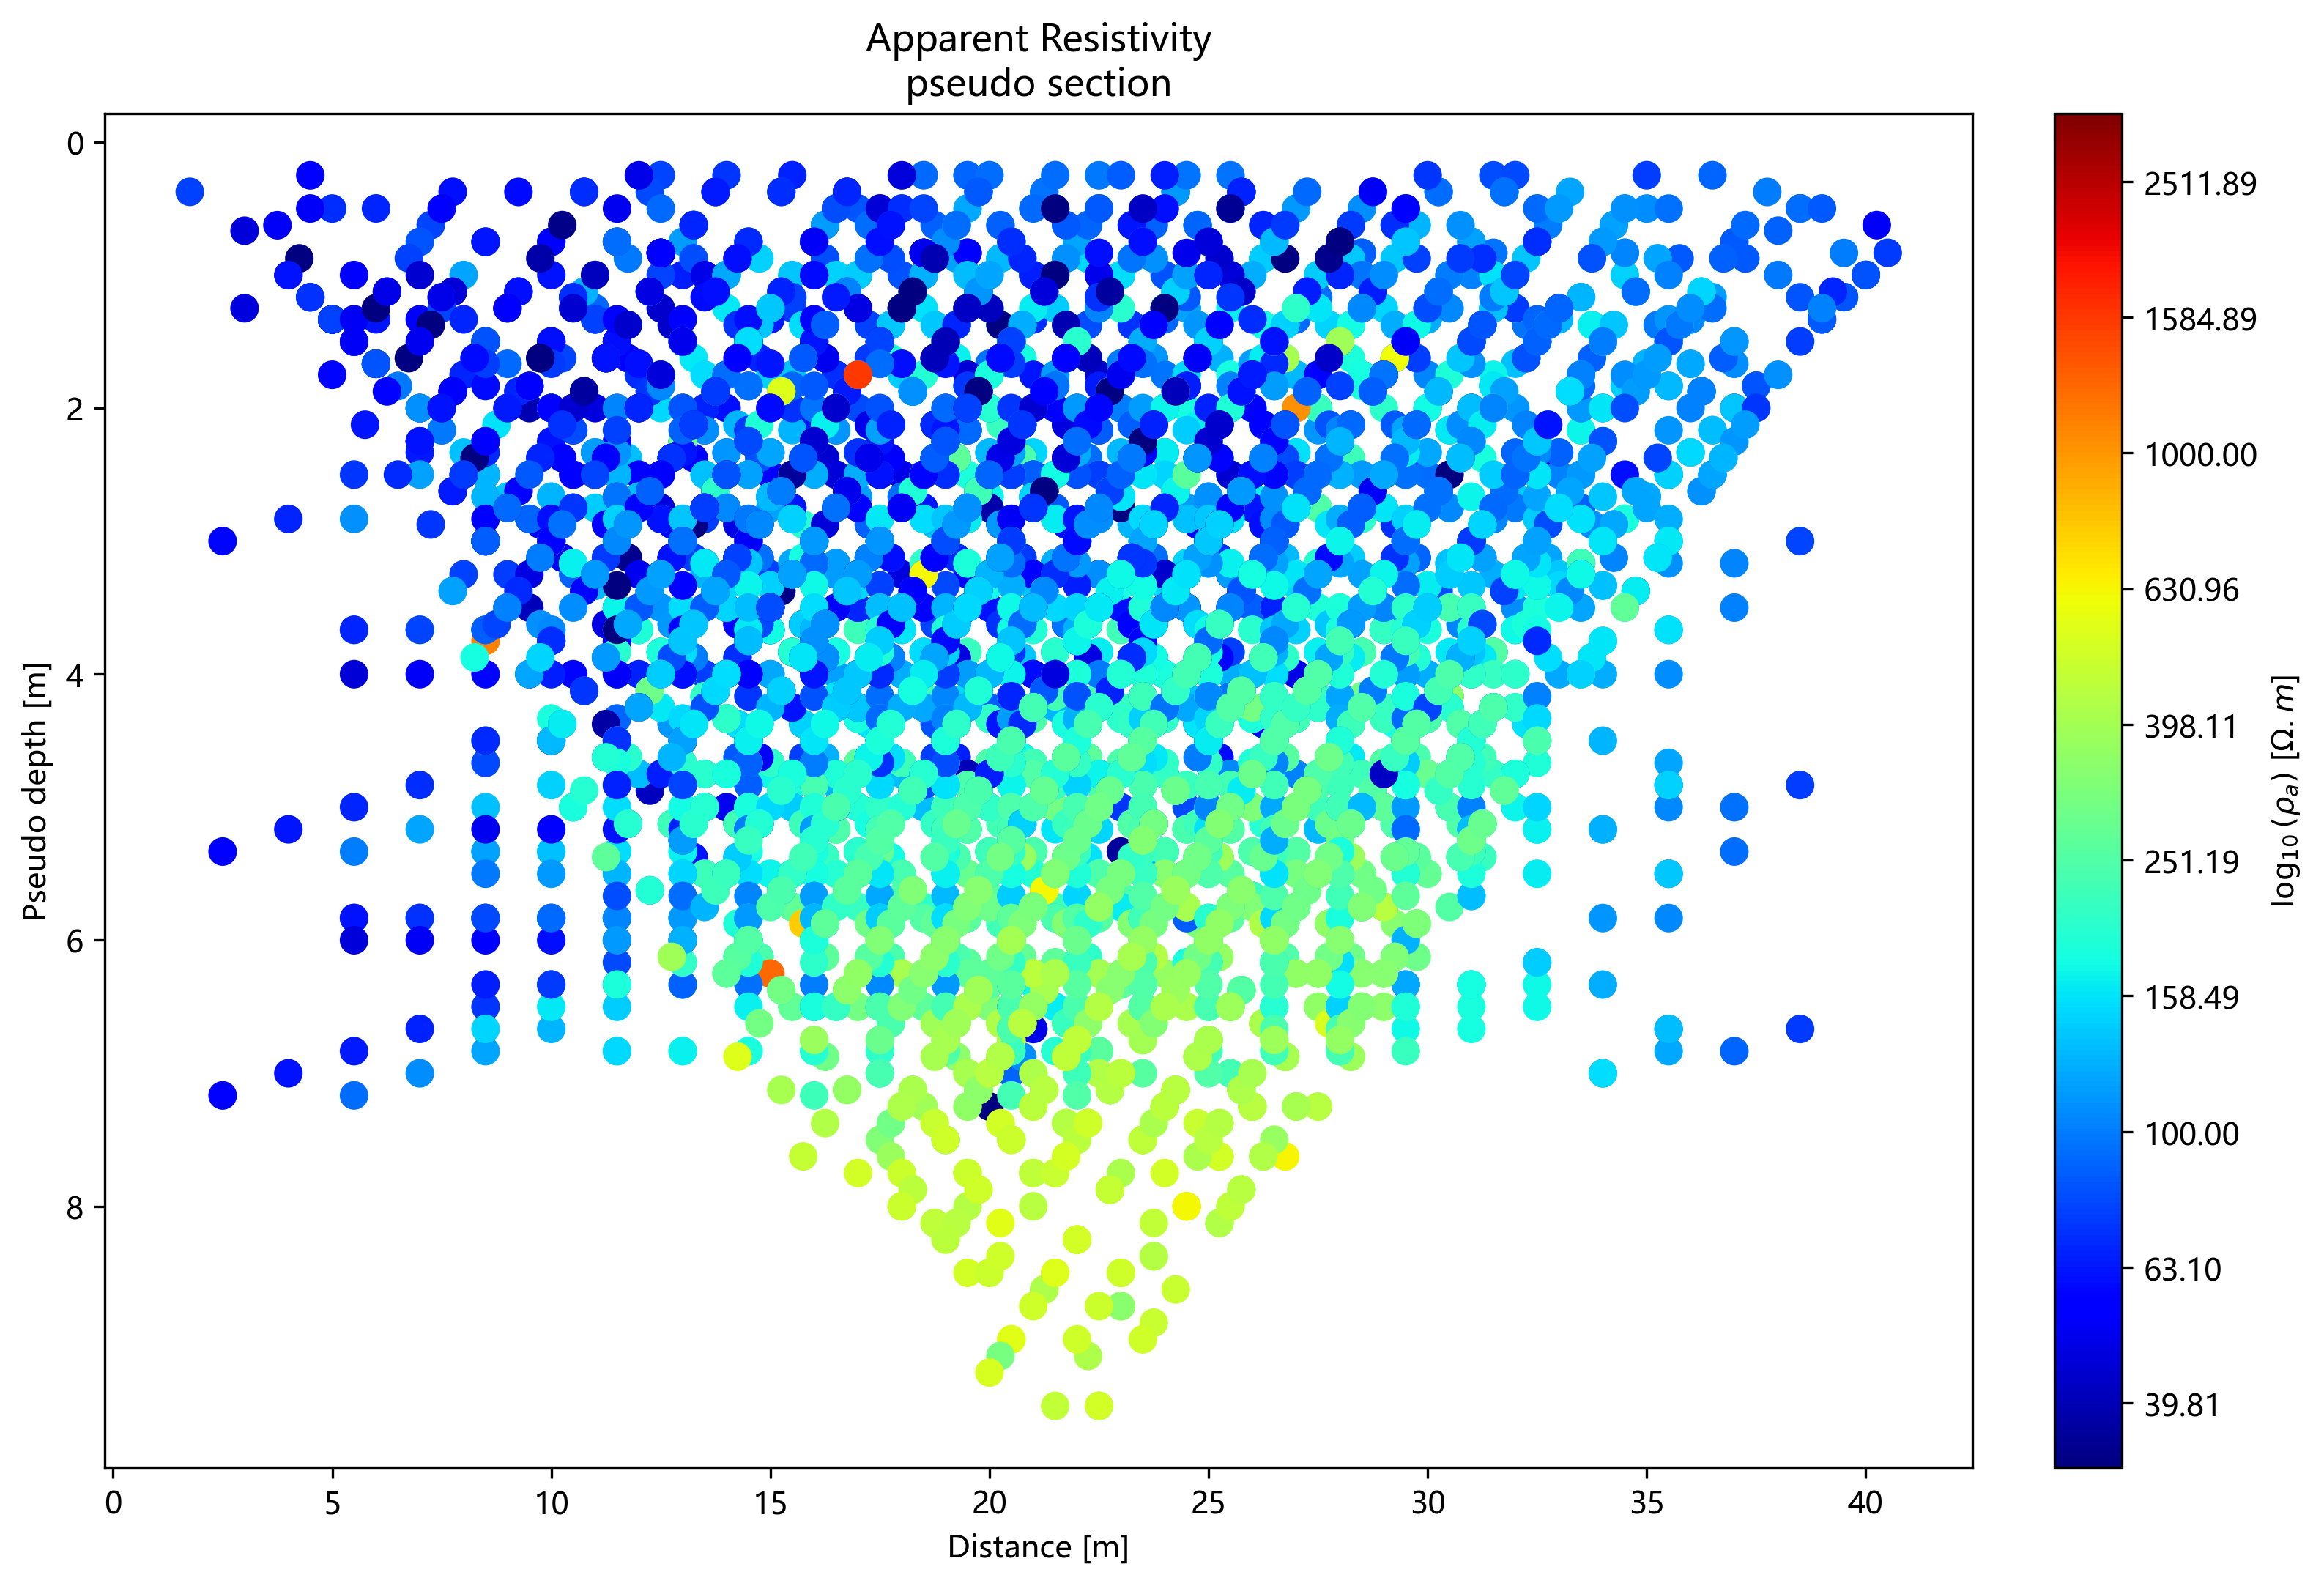 Apparent Resistivity
pseudo section
0
2
4
6
8
Pseudo depth [m]
0 5 10 15 20 25 30 35 40
Distance [m]
2511.89
1584.89
1000.00
630.96
398.11
251.19
158.49
100.00
63.10
39.81
log₁₀(ρₐ) [Ω.m]